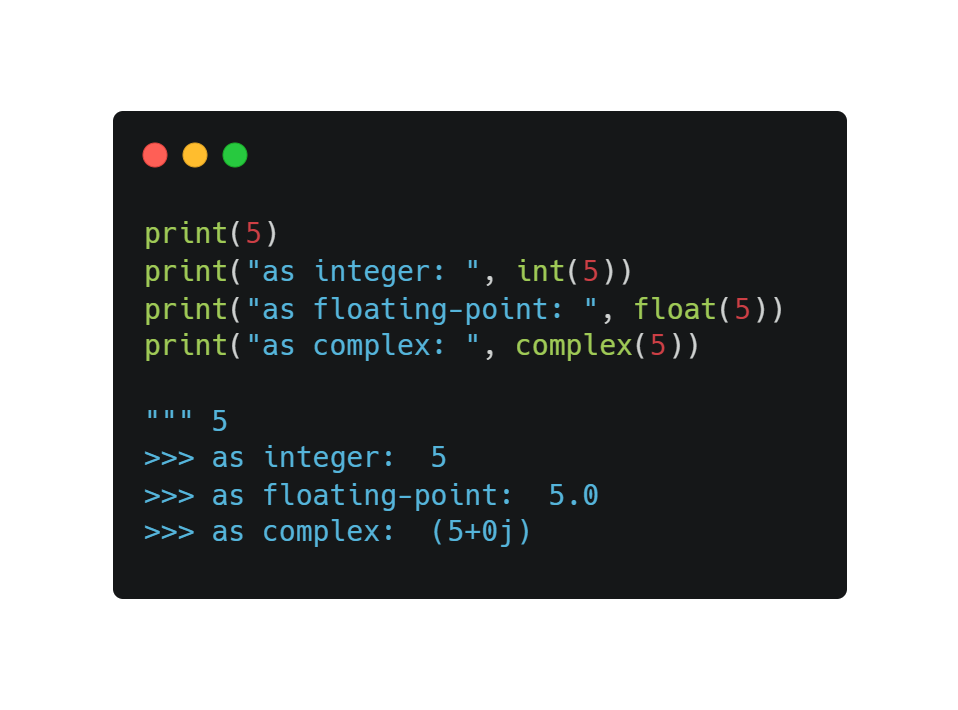 print(5)
print("as integer: ", int(5))
print("as floating-point: ", float(5))
print("as complex: ", complex(5))
""" 5
>>> as integer:  5
>>> as floating-point:  5.0
>>> as complex:  (5+0j)